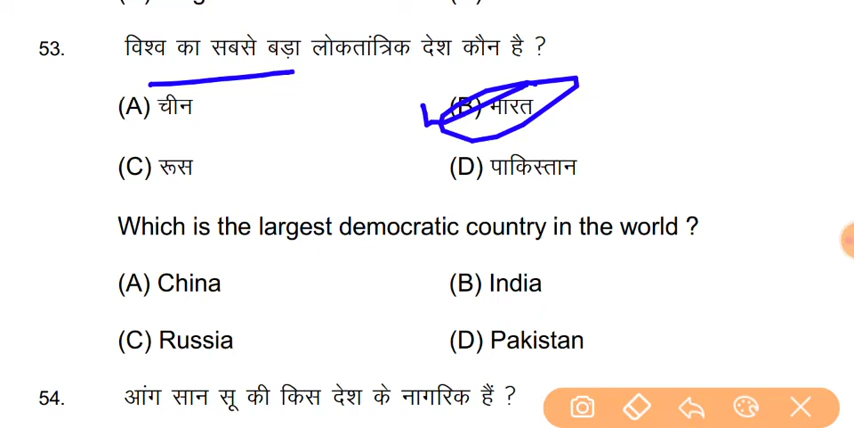 53. विश्व का सबसे बड़ा लोकतांत्रिक देश कौन है ?
(A) चीन (B) भारत
(C) रूस (D) पाकिस्तान
Which is the largest democratic country in the world ?
(A) China (B) India
(C) Russia (D) Pakistan
54. आंग सान सू की किस देश के नागरिक हैं ?